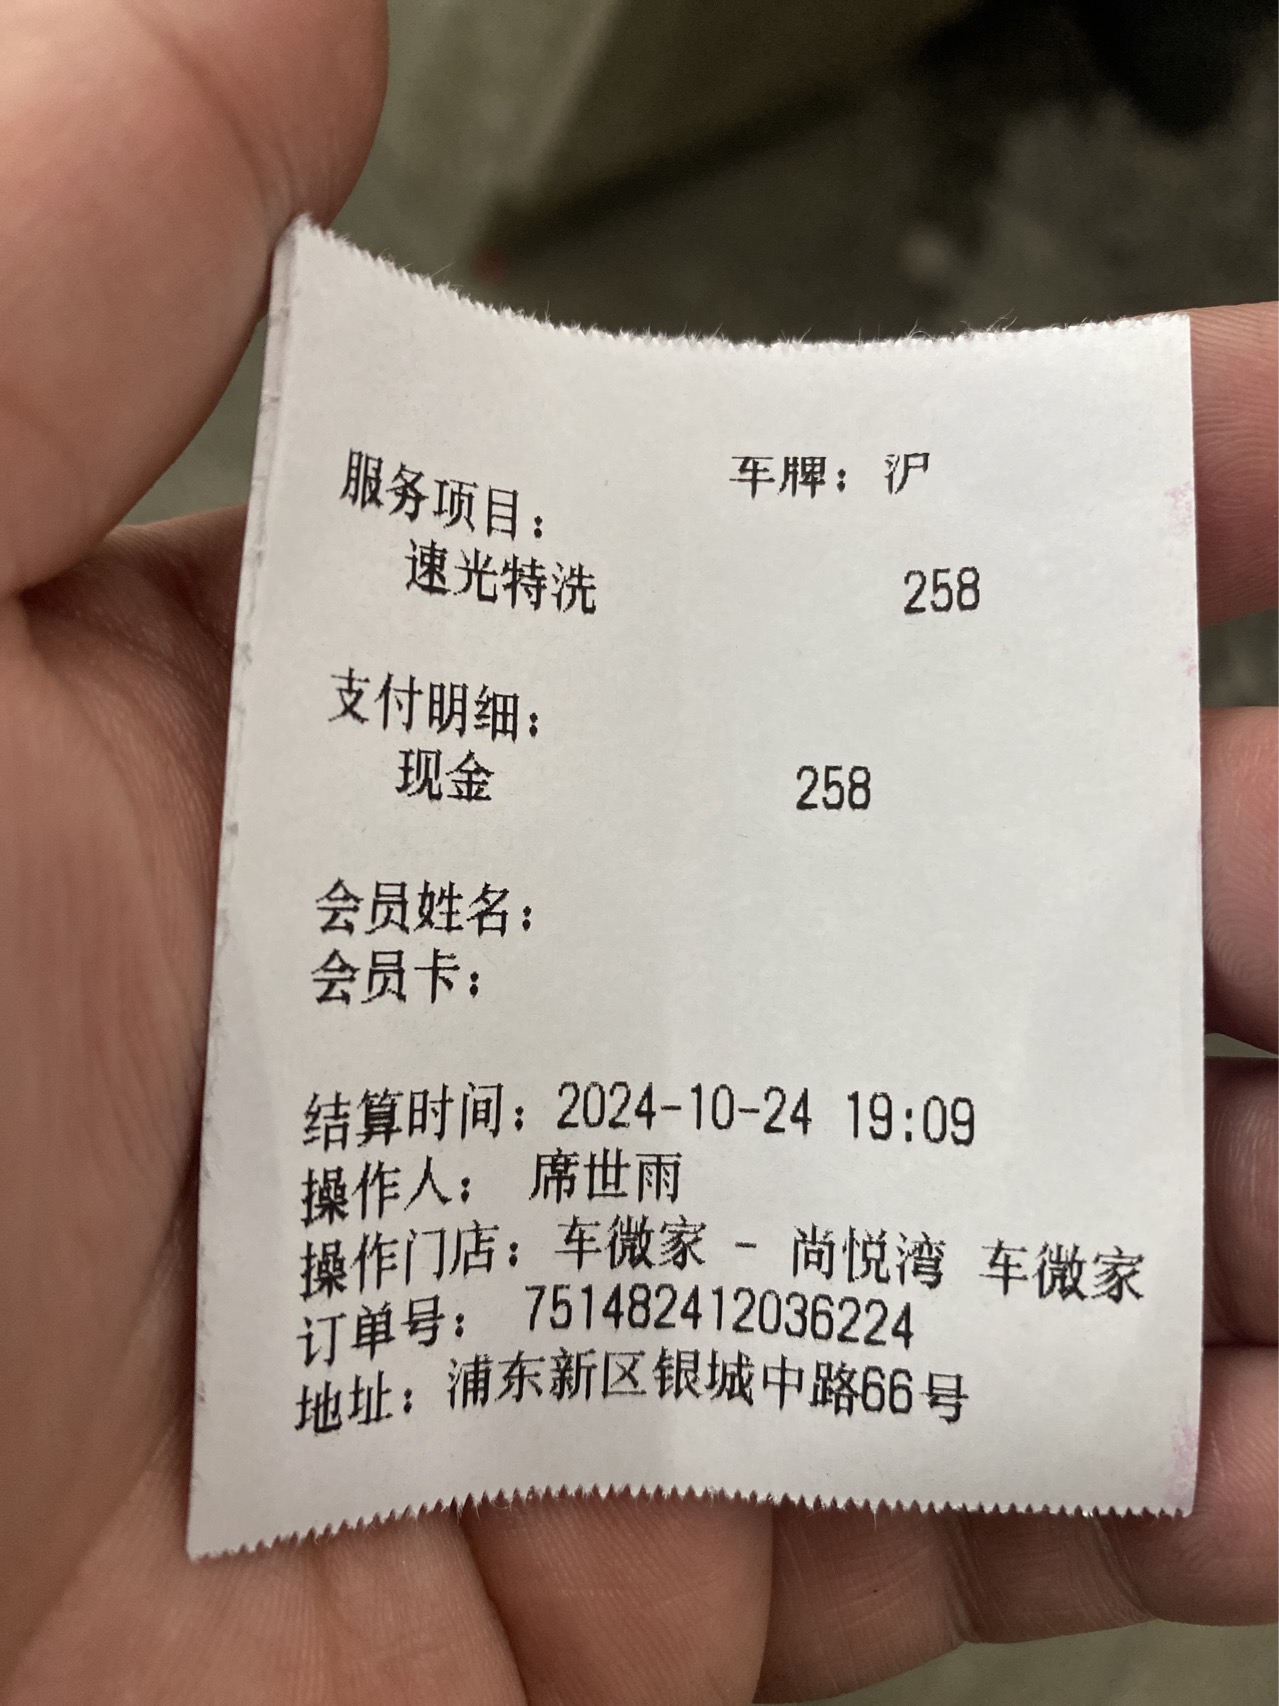 车牌：沪
服务项目：
速光特洗 258
支付明细：
现金 258
会员姓名：
会员卡：
结算时间：2024-10-24 19:09
操作人： 席世雨
操作门店：车微家 - 尚悦湾 车微家
订单号： 751482412036224
地址：浦东新区银城中路66号